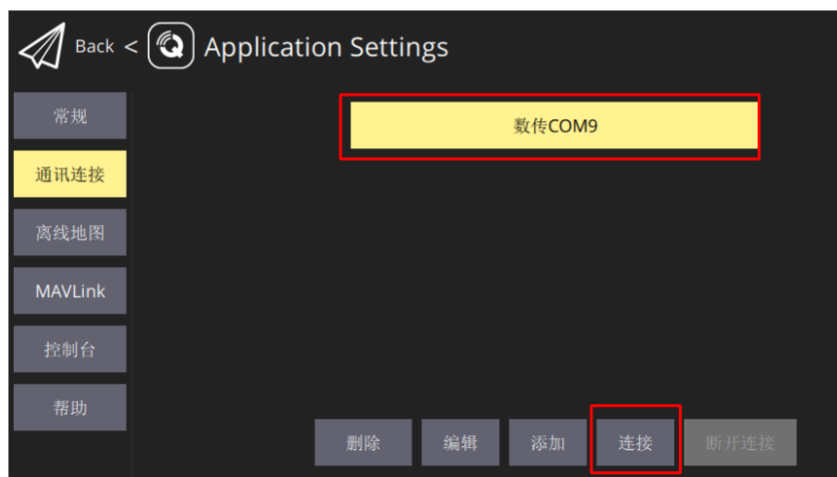 Back < Application Settings
常规
数传COM9
通讯连接
离线地图
MAVLink
控制台
帮助
删除 编辑 添加 连接 断开连接